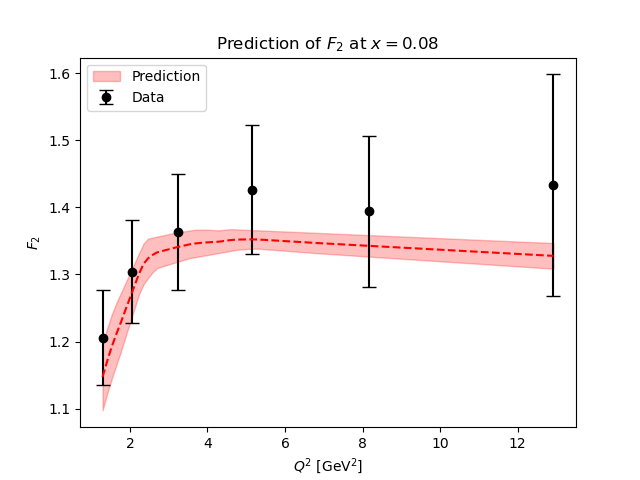 Prediction of F₂ at x = 0.08
Prediction
Data
1.6
1.5
1.4
1.3
1.2
1.1
F₂
2 4 6 8 10 12
Q² [GeV²]